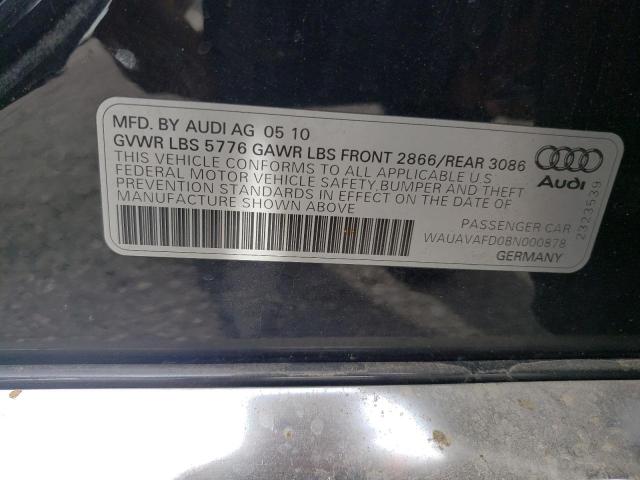 MFD. BY AUDI AG 05 10
GVWR LBS 5776 GAWR LBS FRONT 2866/REAR 3086
THIS VEHICLE CONFORMS TO ALL APPLICABLE U.S
FEDERAL MOTOR VEHICLE SAFETY,BUMPER AND THEFT
PREVENTION STANDARDS IN EFFECT ON THE DATE OF
MANUFACTURE SHOWN ABOVE
Audi
PASSENGER CAR
WAUAVAFD0BN000878
GERMANY
2323539